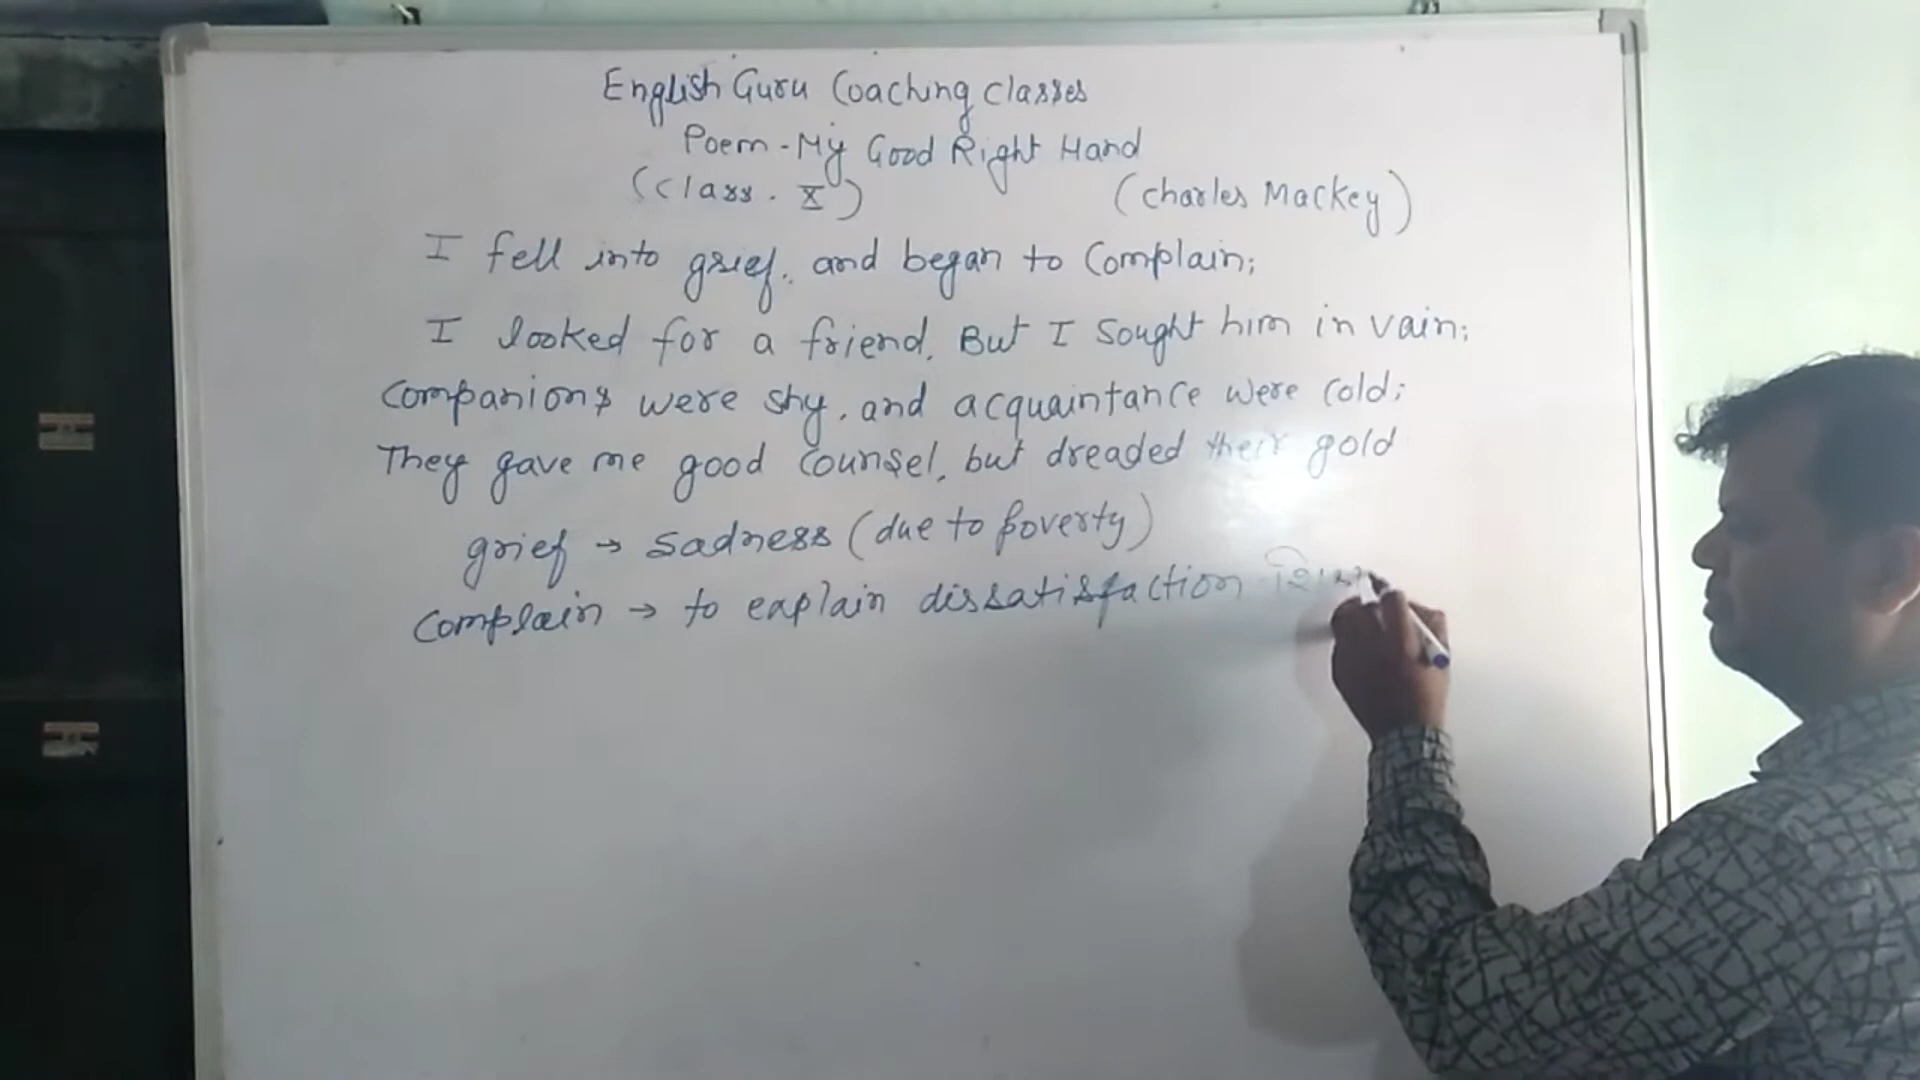 English Guru Coaching classes
Poem - My Good Right Hand
(class. X) (charles Mackey)
I fell into grief, and began to Complain;
I looked for a friend, But I Sought him in vain;
Companions were shy, and acquaintance were cold;
They gave me good Counsel, but dreaded their gold
grief → sadness (due to poverty)
Complain → to explain dissatisfaction